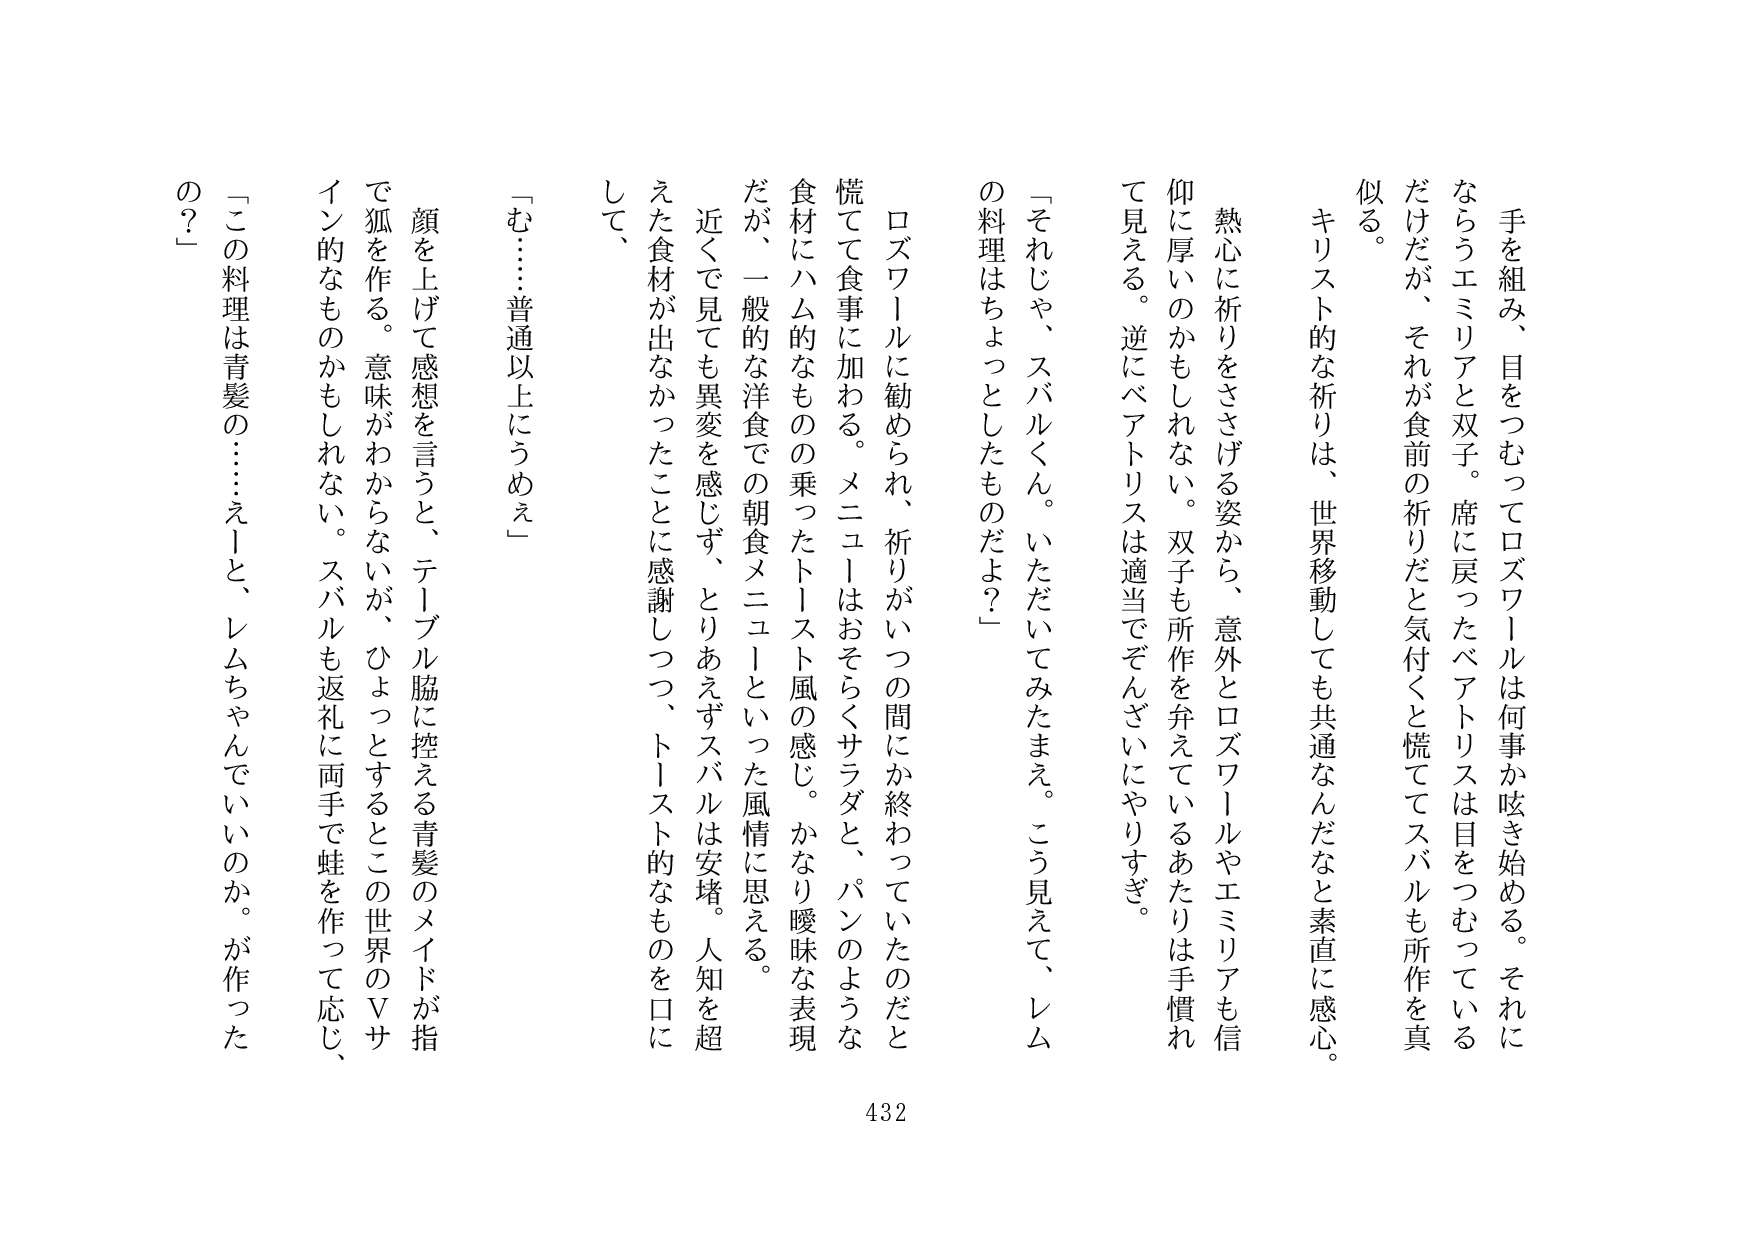 手を組み、目をつむってロズワールは何事か呟き始める。それに
ならうエミリアと双子。席に戻ったベアトリスは目をつむっている
だけだが、それが食前の祈りだと気付くと慌ててスバルも所作を真
似る。
　キリスト的な祈りは、世界移動しても共通なんだなと素直に感心。
　熱心に祈りをささげる姿から、意外とロズワールやエミリアも信
仰に厚いのかもしれない。双子も所作を弁えているあたりは手慣れ
て見える。逆にベアトリスは適当でぞんざいにやりすぎ。
「それじゃ、スバルくん。いただいてみたまえ。こう見えて、レム
の料理はちょっとしたものだよ？」
　ロズワールに勧められ、祈りがいつの間にか終わっていたのだと
慌てて食事に加わる。メニューはおそらくサラダと、パンのような
食材にハム的なものの乗ったトースト風の感じ。かなり曖昧な表現
だが、一般的な洋食での朝食メニューといった風情に思える。
　近くで見ても異変を感じず、とりあえずスバルは安堵。人知を超
えた食材が出なかったことに感謝しつつ、トースト的なものを口に
して、
「む……普通以上にうめぇ」
　顔を上げて感想を言うと、テーブル脇に控える青髪のメイドが指
で狐を作る。意味がわからないが、ひょっとするとこの世界のＶサ
イン的なものかもしれない。スバルも返礼に両手で蛙を作って応じ、
「この料理は青髪の……えーと、レムちゃんでいいのか。が作った
の？」
432